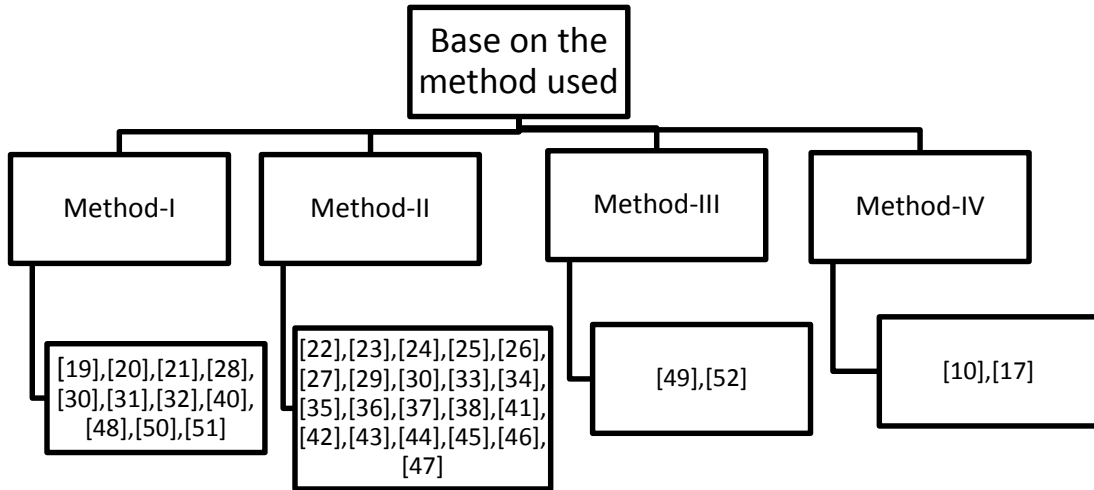 Base on the
method used
Method-I
Method-II
Method-III
Method-IV
[19],[20],[21],[28],
[30],[31],[32],[40],
[48],[50],[51]
[22],[23],[24],[25],[26],
[27],[29],[30],[33],[34],
[35],[36],[37],[38],[41],
[42],[43],[44],[45],[46],
[47]
[49],[52]
[10],[17]